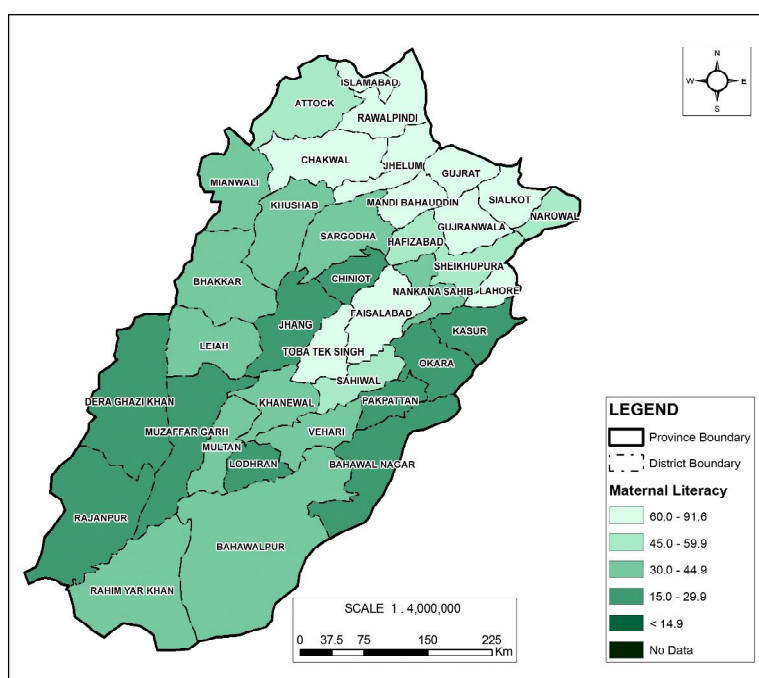 N
W E
S
ISLAMABAD
ATTOCK
RAWALPINDI
CHAKWAL
JHELUM
GUJRAT
MIANWALI
SIALKOT
KHUSHAB
MANDI BAHAUDDIN
NAROWAL
GUJRANWALA
SARGODHA
HAFIZABAD
SHEIKHUPURA
CHINIOT
BHAKKAR
NANKANA SAHIB
LAHORE
FAISALABAD
JHANG
KASUR
LEIAH
TOBA TEK SINGH
OKARA
SAHIWAL
DERA GHAZI KHAN
KHANEWAL
PAKPATTAN
MUZAFFAR GARH
VEHARI
MULTAN
LODHRAN
BAHAWAL NAGAR
RAJANPUR
BAHAWALPUR
RAHIM YAR KHAN
LEGEND
Province Boundary
District Boundary
Maternal Literacy
60.0 - 91.6
45.0 - 59.9
30.0 - 44.9
15.0 - 29.9
< 14.9
No Data
SCALE 1 : 4,000,000
0 37.5 75 150 225
Km